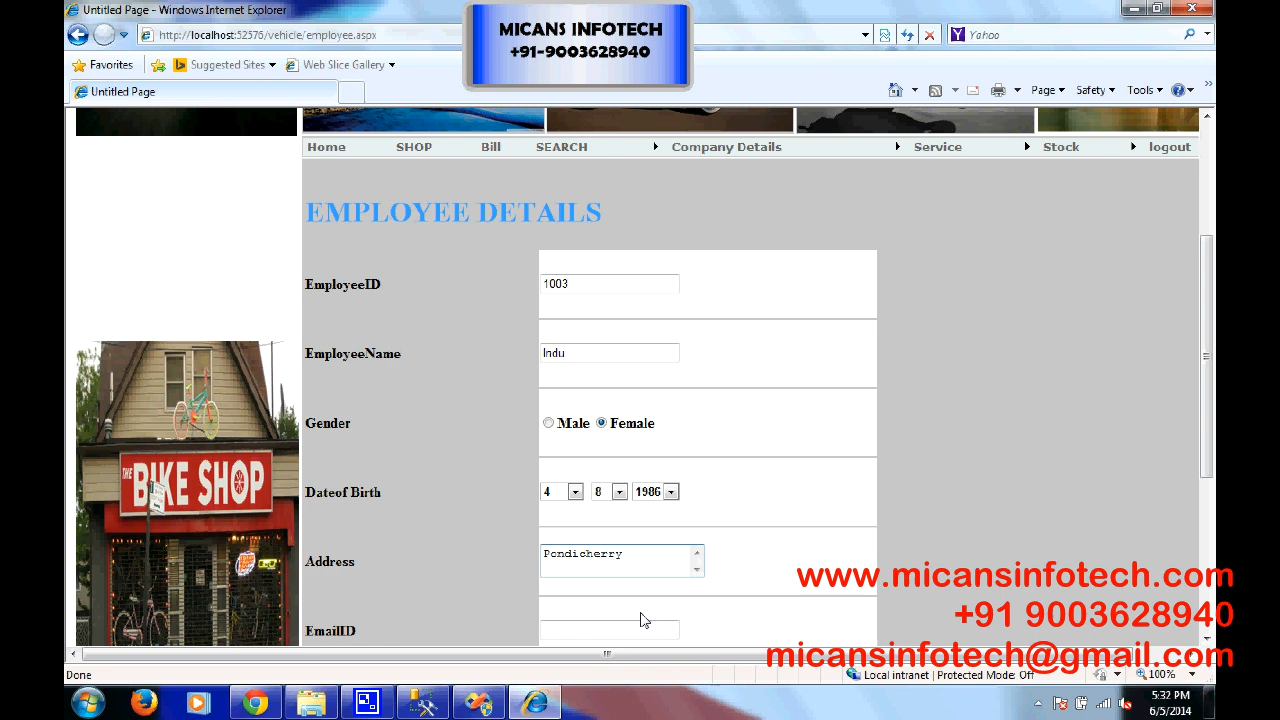 Untitled Page - Windows Internet Explorer
MICANS INFOTECH
+91-9003628940
http://localhost:52576/vehicle/employee.aspx
Yahoo
Favorites
Suggested Sites
Web Slice Gallery
Untitled Page
Page
Safety
Tools
Home SHOP Bill SEARCH Company Details Service Stock logout
EMPLOYEE DETAILS
EmployeeID 1003
EmployeeName Indu
Gender Male Female
Dateof Birth 4 8 1986
Address Pondicherry
EmailID
THE BIKE SHOP
www.micansinfotech.com
+91 9003628940
micansinfotech@gmail.com
Done
Local intranet | Protected Mode: Off
100%
5:32 PM
6/5/2014